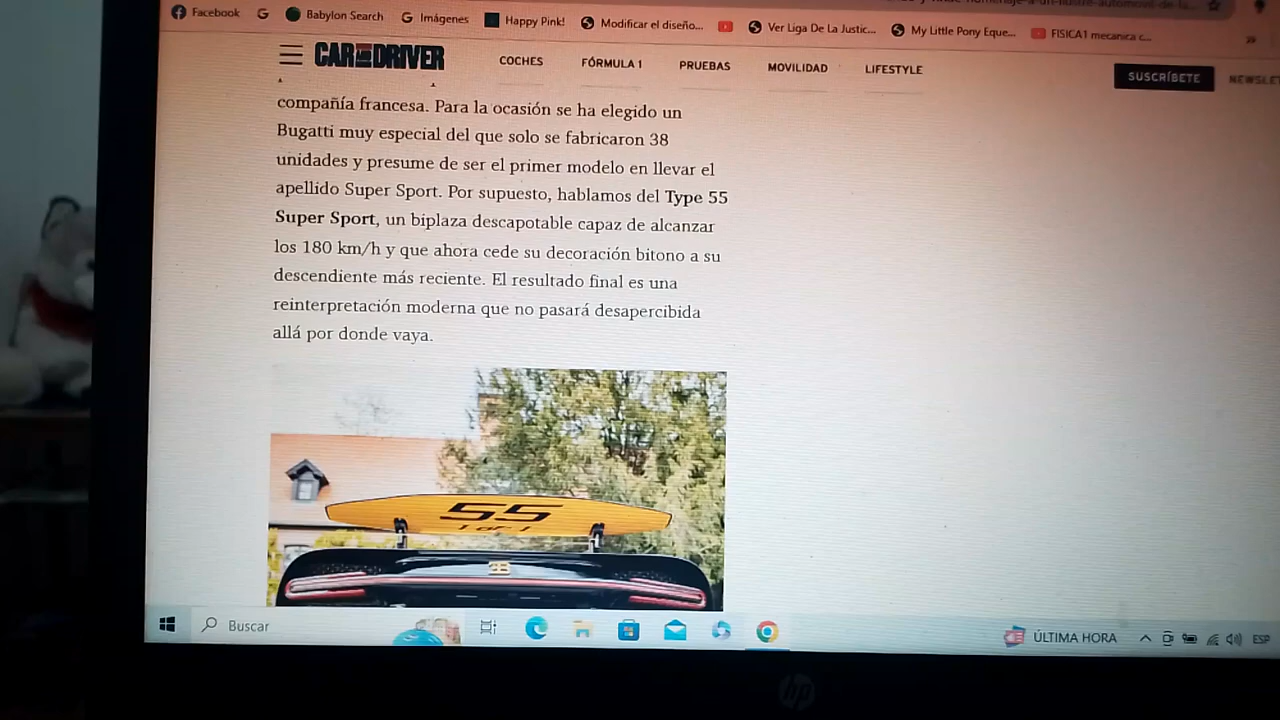 Facebook
Babylon Search
Imágenes
Happy Pink!
Modificar el diseño...
Ver Liga De La Justic...
My Little Pony Eque...
FISICA1 mecanica c...
CAR AND DRIVER
COCHES
FÓRMULA 1
PRUEBAS
MOVILIDAD
LIFESTYLE
SUSCRÍBETE
compañía francesa. Para la ocasión se ha elegido un
Bugatti muy especial del que solo se fabricaron 38
unidades y presume de ser el primer modelo en llevar el
apellido Super Sport. Por supuesto, hablamos del Type 55
Super Sport, un biplaza descapotable capaz de alcanzar
los 180 km/h y que ahora cede su decoración bitono a su
descendiente más reciente. El resultado final es una
reinterpretación moderna que no pasará desapercibida
allá por donde vaya.
55
1 of 1
Buscar
ÚLTIMA HORA
ESP
hp